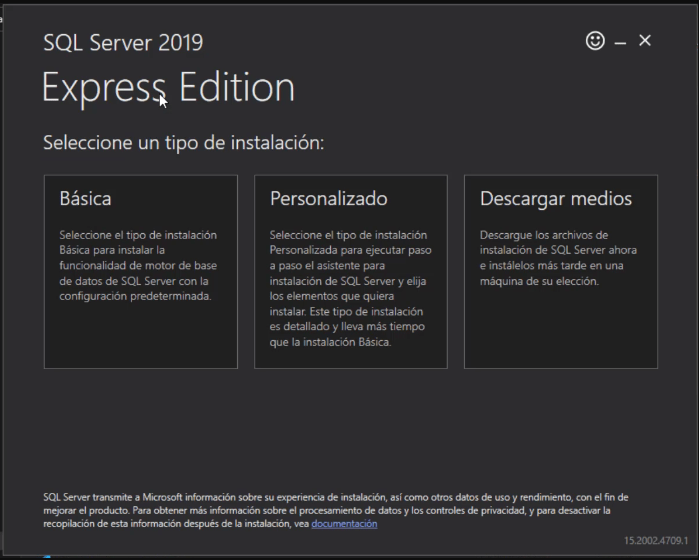 SQL Server 2019
Express Edition
Seleccione un tipo de instalación:
Básica
Seleccione el tipo de instalación
Básica para instalar la
funcionalidad de motor de base
de datos de SQL Server con la
configuración predeterminada.
Personalizado
Seleccione el tipo de instalación
Personalizada para ejecutar paso
a paso el asistente para
instalación de SQL Server y elija
los elementos que quiera
instalar. Este tipo de instalación
es detallado y lleva más tiempo
que la instalación Básica.
Descargar medios
Descargue los archivos de
instalación de SQL Server ahora
e instálelos más tarde en una
máquina de su elección.
SQL Server transmite a Microsoft información sobre su experiencia de instalación, así como otros datos de uso y rendimiento, con el fin de
mejorar el producto. Para obtener más información sobre el procesamiento de datos y los controles de privacidad, y para desactivar la
recopilación de esta información después de la instalación, vea documentación
15.2002.4709.1